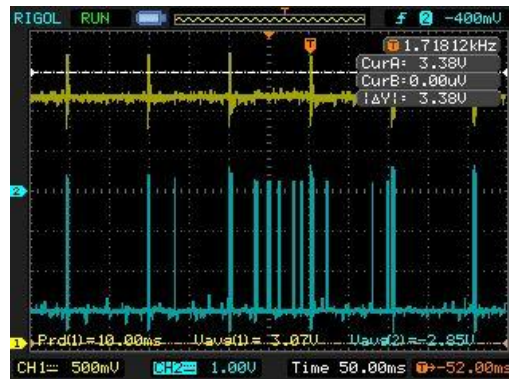 RIGOL RUN T f 2 -400mV
T 1.71812kHz
CurA: 3.38V
CurB:0.00uV
|ΔY|: 3.38V
T
2
1 Prd(1)=10.00ms Vavg(1)= 3.07V Vavg(2)=-2.85V
CH1 500mV CH2 1.00V Time 50.00ms T→-52.00ms